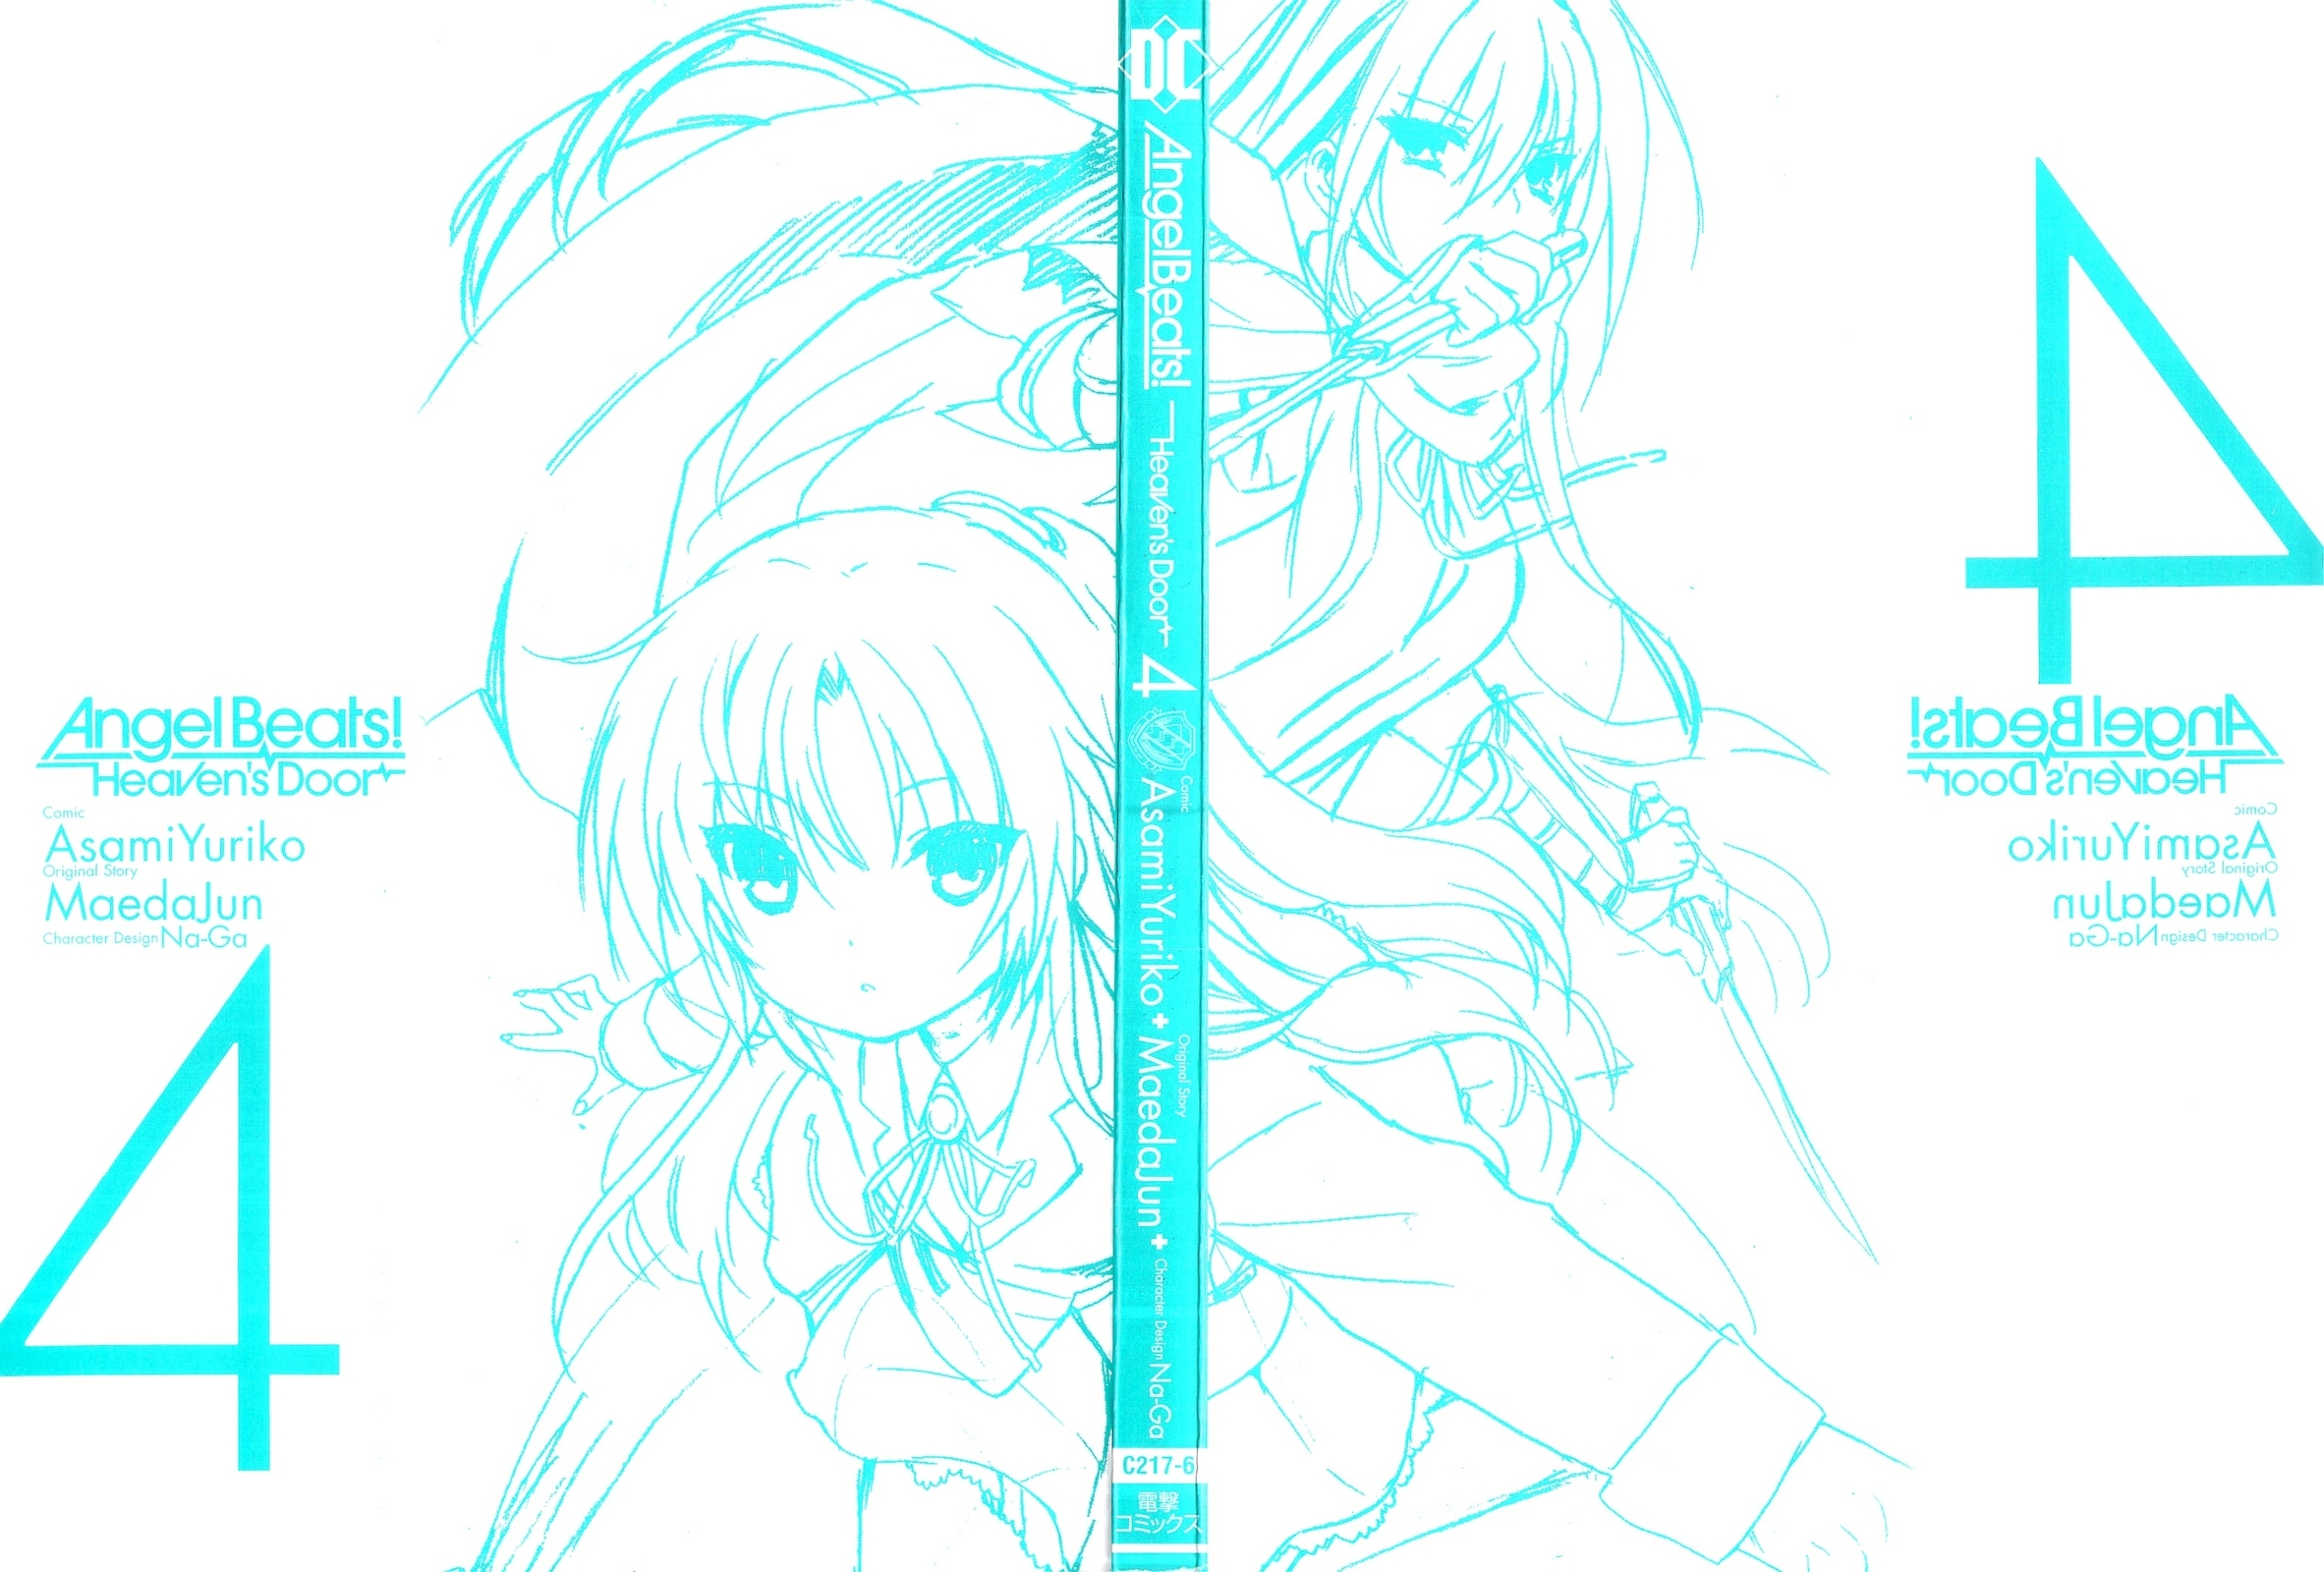 Angel Beats!
Heaven's Door
Comic
AsamiYuriko
Original Story
MaedaJun
Character Design Na-Ga
4
DC
Angel Beats!
Heaven's Door
4
Comic
AsamiYuriko
Original Story
MaedaJun
Character Design Na-Ga
C217-6
電撃
コミックス
4
Angel Beats!
Heaven's Door
Comic
AsamiYuriko
Original Story
MaedaJun
Character Design Na-Ga